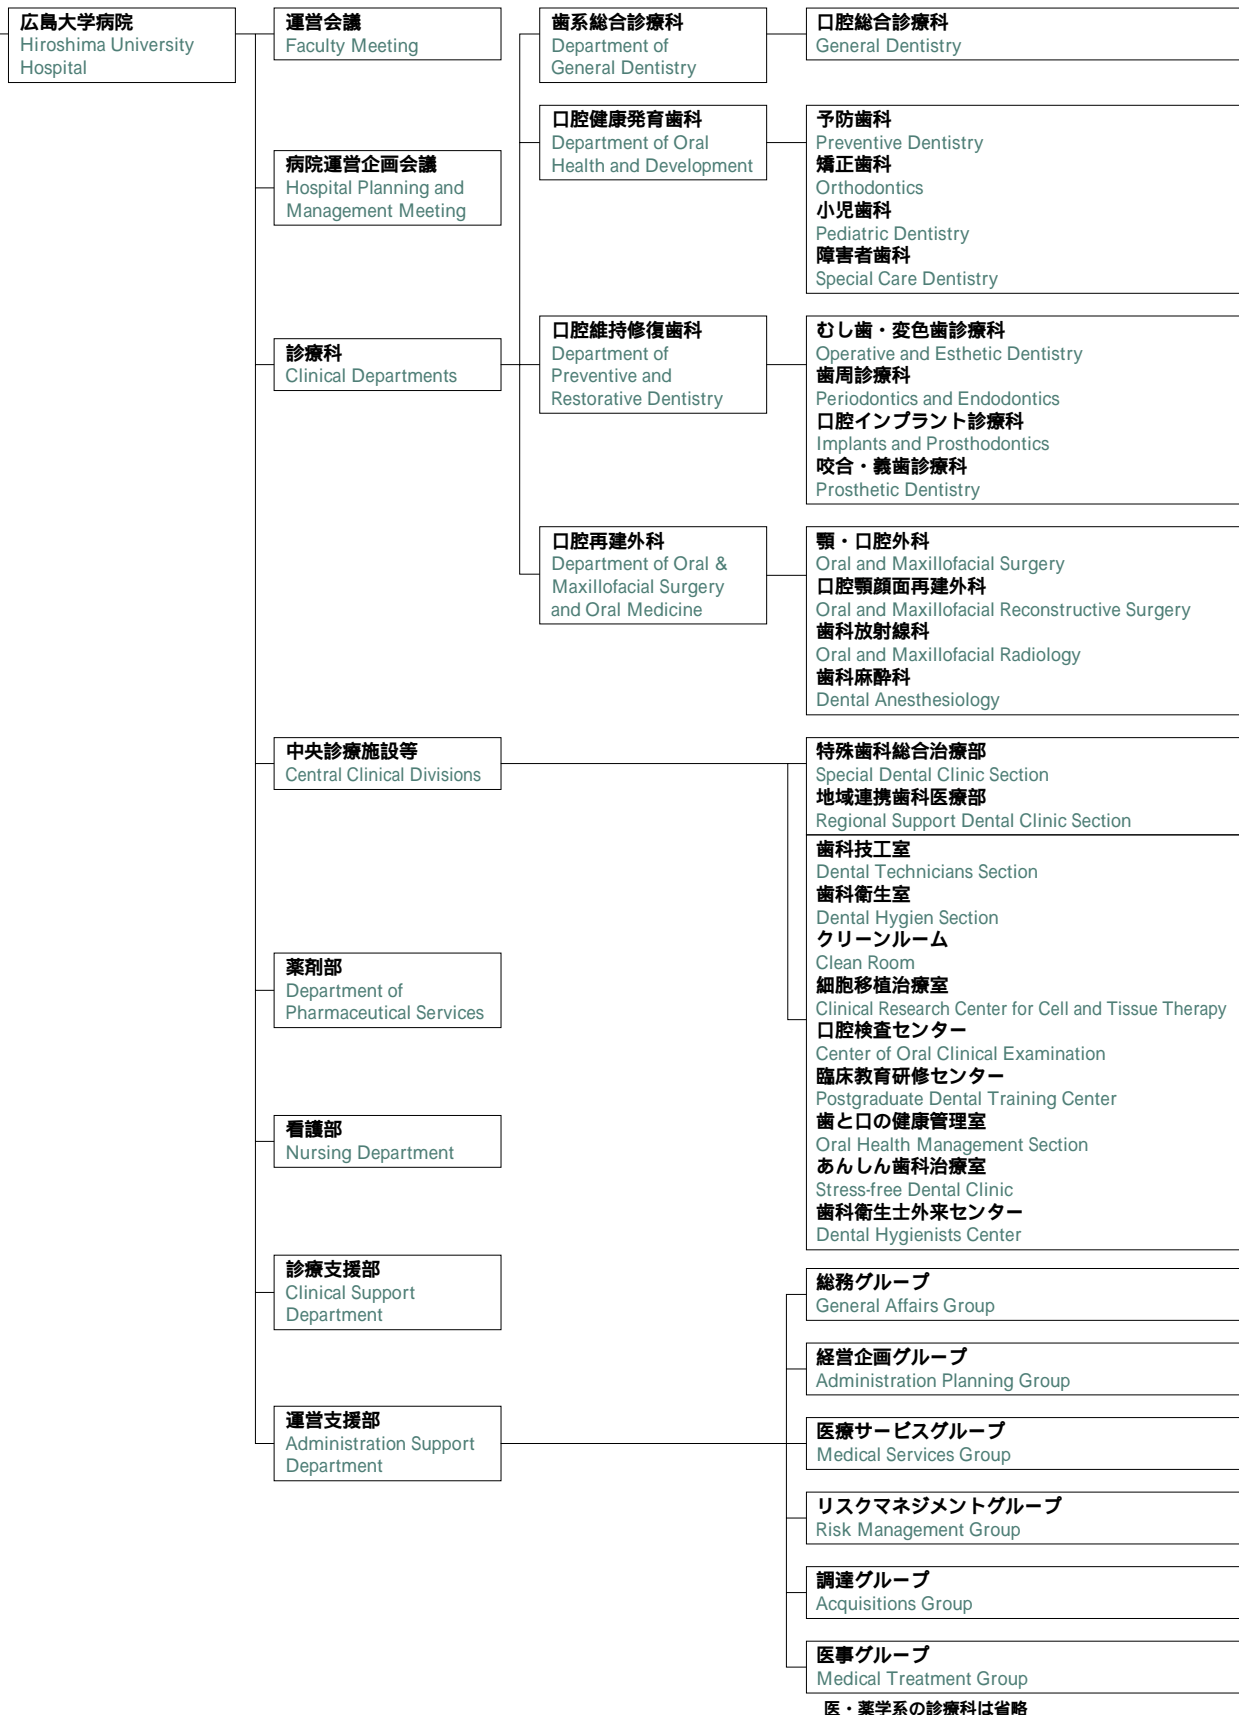 広島大学病院
Hiroshima University
Hospital
運営会議
Faculty Meeting
病院運営企画会議
Hospital Planning and
Management Meeting
診療科
Clinical Departments
歯系総合診療科
Department of
General Dentistry
口腔総合診療科
General Dentistry
口腔健康発育歯科
Department of Oral
Health and Development
予防歯科
Preventive Dentistry
矯正歯科
Orthodontics
小児歯科
Pediatric Dentistry
障害者歯科
Special Care Dentistry
口腔維持修復歯科
Department of
Preventive and
Restorative Dentistry
むし歯・変色歯診療科
Operative and Esthetic Dentistry
歯周診療科
Periodontics and Endodontics
口腔インプラント診療科
Implants and Prosthodontics
咬合・義歯診療科
Prosthetic Dentistry
口腔再建外科
Department of Oral &
Maxillofacial Surgery
and Oral Medicine
顎・口腔外科
Oral and Maxillofacial Surgery
口腔顎顔面再建外科
Oral and Maxillofacial Reconstructive Surgery
歯科放射線科
Oral and Maxillofacial Radiology
歯科麻酔科
Dental Anesthesiology
中央診療施設等
Central Clinical Divisions
特殊歯科総合治療部
Special Dental Clinic Section
地域連携歯科医療部
Regional Support Dental Clinic Section
歯科技工室
Dental Technicians Section
歯科衛生室
Dental Hygien Section
クリーンルーム
Clean Room
細胞移植治療室
Clinical Research Center for Cell and Tissue Therapy
口腔検査センター
Center of Oral Clinical Examination
臨床教育研修センター
Postgraduate Dental Training Center
歯と口の健康管理室
Oral Health Management Section
あんしん歯科治療室
Stress-free Dental Clinic
歯科衛生士外来センター
Dental Hygienists Center
薬剤部
Department of
Pharmaceutical Services
看護部
Nursing Department
診療支援部
Clinical Support
Department
運営支援部
Administration Support
Department
総務グループ
General Affairs Group
経営企画グループ
Administration Planning Group
医療サービスグループ
Medical Services Group
リスクマネジメントグループ
Risk Management Group
調達グループ
Acquisitions Group
医事グループ
Medical Treatment Group
医・薬学系の診療科は省略